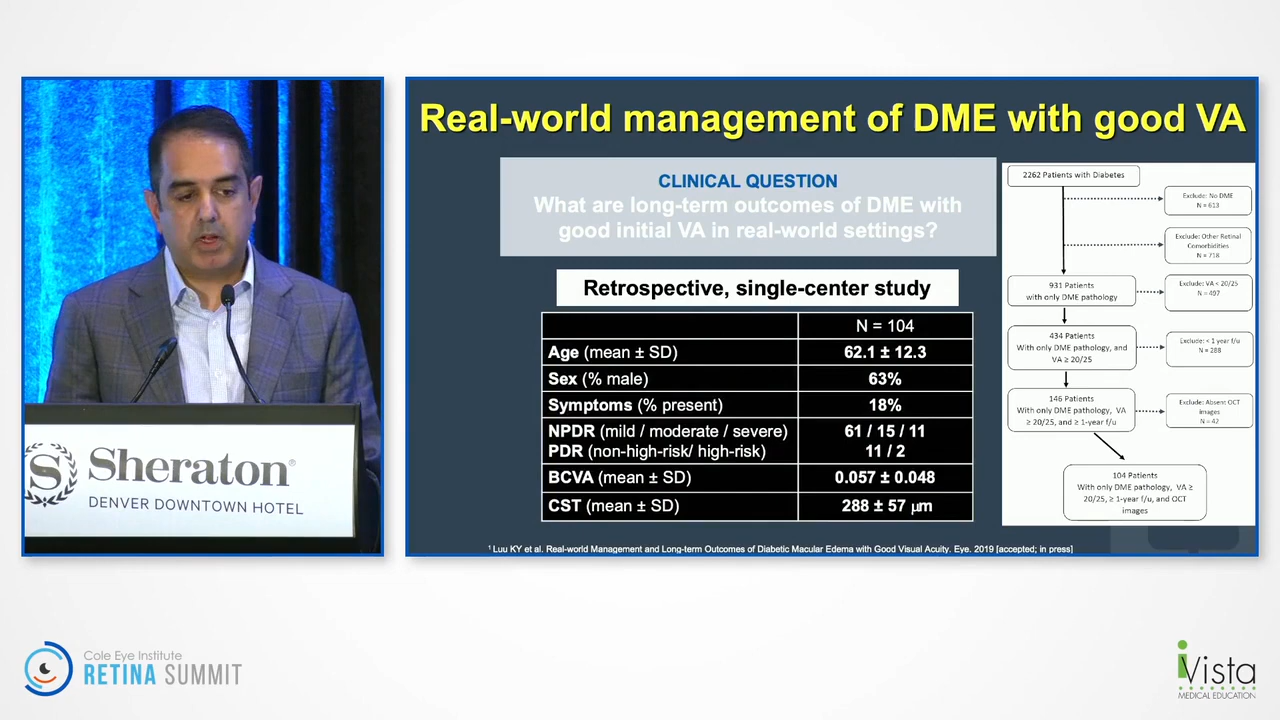 Real-world management of DME with good VA
CLINICAL QUESTION
What are long-term outcomes of DME with
good initial VA in real-world settings?
Retrospective, single-center study
N = 104
Age (mean ± SD) 62.1 ± 12.3
Sex (% male) 63%
Symptoms (% present) 18%
NPDR (mild / moderate / severe) 61 / 15 / 11
PDR (non-high-risk/ high-risk) 11 / 2
BCVA (mean ± SD) 0.057 ± 0.048
CST (mean ± SD) 288 ± 57 μm
2262 Patients with Diabetes
Exclude: No DME
N = 613
Exclude: Other Retinal
Comorbidities
N = 718
931 Patients
with only DME pathology
Exclude: VA < 20/25
N = 497
434 Patients
With only DME pathology, and
VA ≥ 20/25
Exclude: < 1 year f/u
N = 288
146 Patients
With only DME pathology, VA
≥ 20/25, and ≥ 1-year f/u
Exclude: Absent OCT
images
N = 42
104 Patients
With only DME pathology, VA ≥
20/25, ≥ 1-year f/u, and OCT
images
1 Luu KY et al. Real-world Management and Long-term Outcomes of Diabetic Macular Edema with Good Visual Acuity. Eye. 2019 [accepted; in press]
S Sheraton®
DENVER DOWNTOWN HOTEL
Cole Eye Institute
RETINA SUMMIT
iVista
MEDICAL EDUCATION